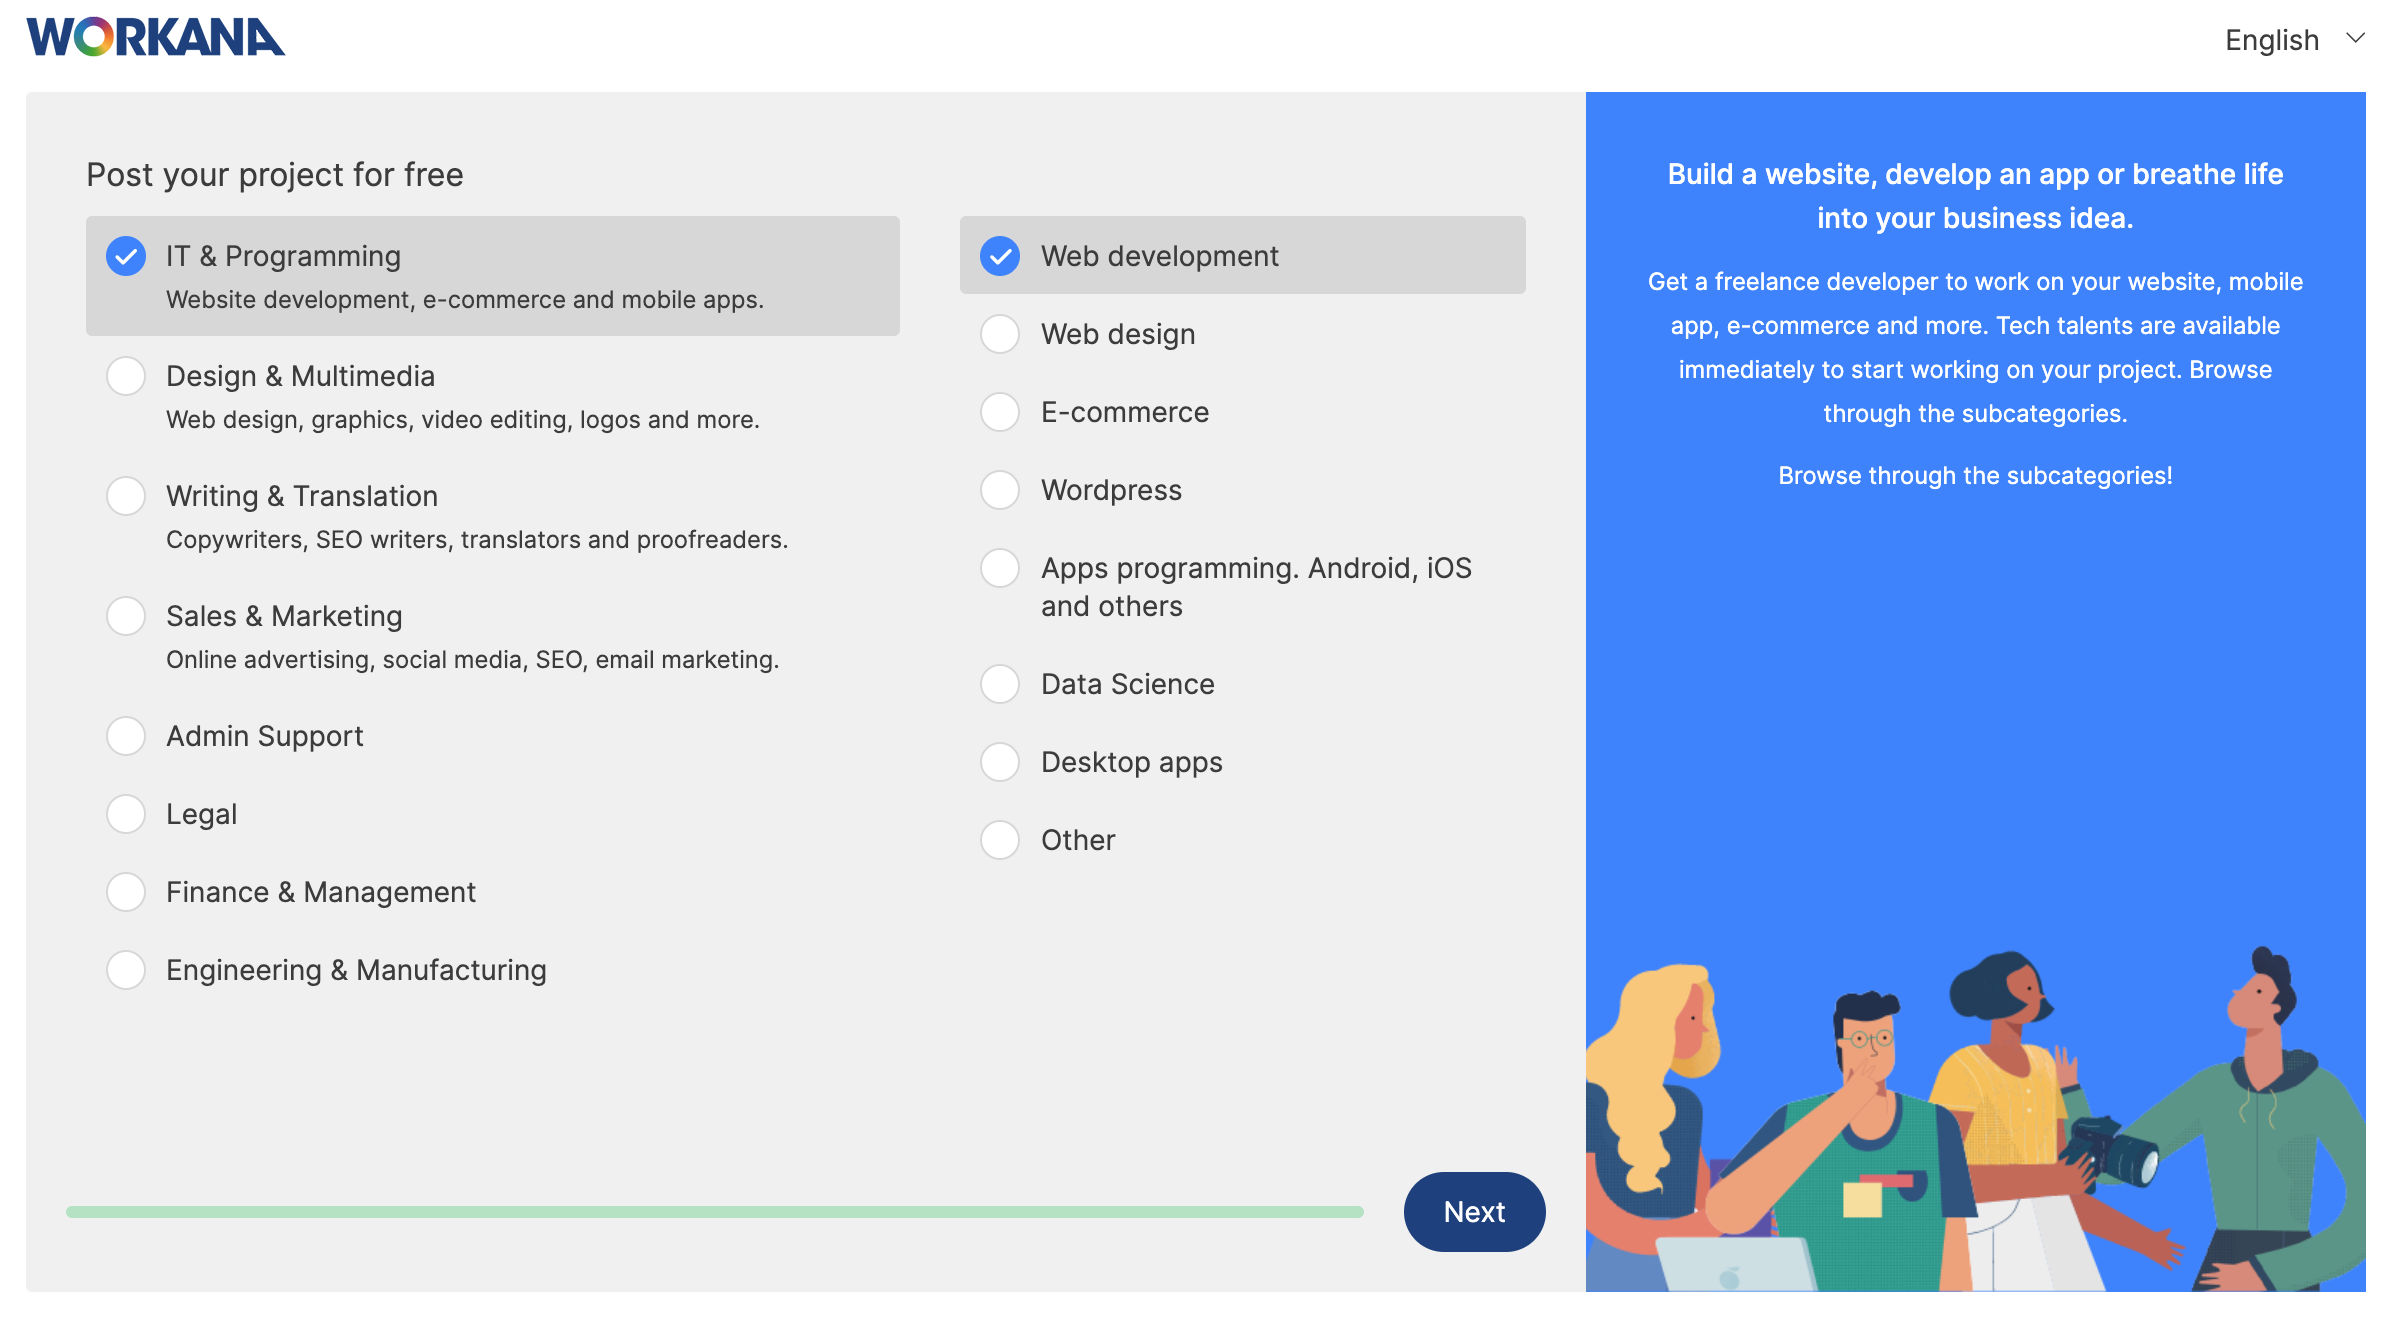 WORKANA
English
Post your project for free
IT & Programming
Website development, e-commerce and mobile apps.
Design & Multimedia
Web design, graphics, video editing, logos and more.
Writing & Translation
Copywriters, SEO writers, translators and proofreaders.
Sales & Marketing
Online advertising, social media, SEO, email marketing.
Admin Support
Legal
Finance & Management
Engineering & Manufacturing
Web development
Web design
E-commerce
Wordpress
Apps programming. Android, iOS
and others
Data Science
Desktop apps
Other
Next
Build a website, develop an app or breathe life
into your business idea.
Get a freelance developer to work on your website, mobile
app, e-commerce and more. Tech talents are available
immediately to start working on your project. Browse
through the subcategories.
Browse through the subcategories!